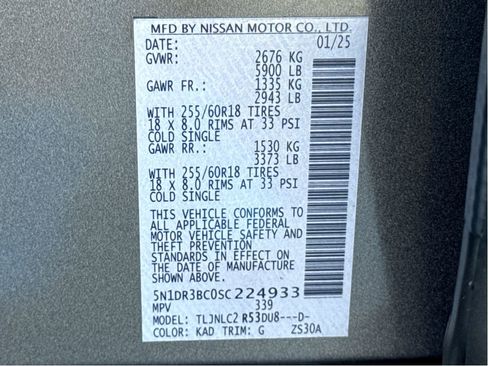 MFD BY NISSAN MOTOR CO., LTD.
DATE: 01/25
GVWR: 2676 KG
5900 LB
GAWR FR.: 1335 KG
2943 LB
WITH 255/60R18 TIRES
18 X 8.0 RIMS AT 33 PSI
COLD SINGLE
GAWR RR.: 1530 KG
3373 LB
WITH 255/60R18 TIRES
18 X 8.0 RIMS AT 33 PSI
COLD SINGLE
THIS VEHICLE CONFORMS TO
ALL APPLICABLE FEDERAL
MOTOR VEHICLE SAFETY AND
THEFT PREVENTION
STANDARDS IN EFFECT ON
THE DATE OF MANUFACTURE
SHOWN ABOVE.
5N1DR3BC0SC224933
MPV 339
MODEL: TLJNLC2 R53DU8---D-
COLOR: KAD TRIM: G ZS30A